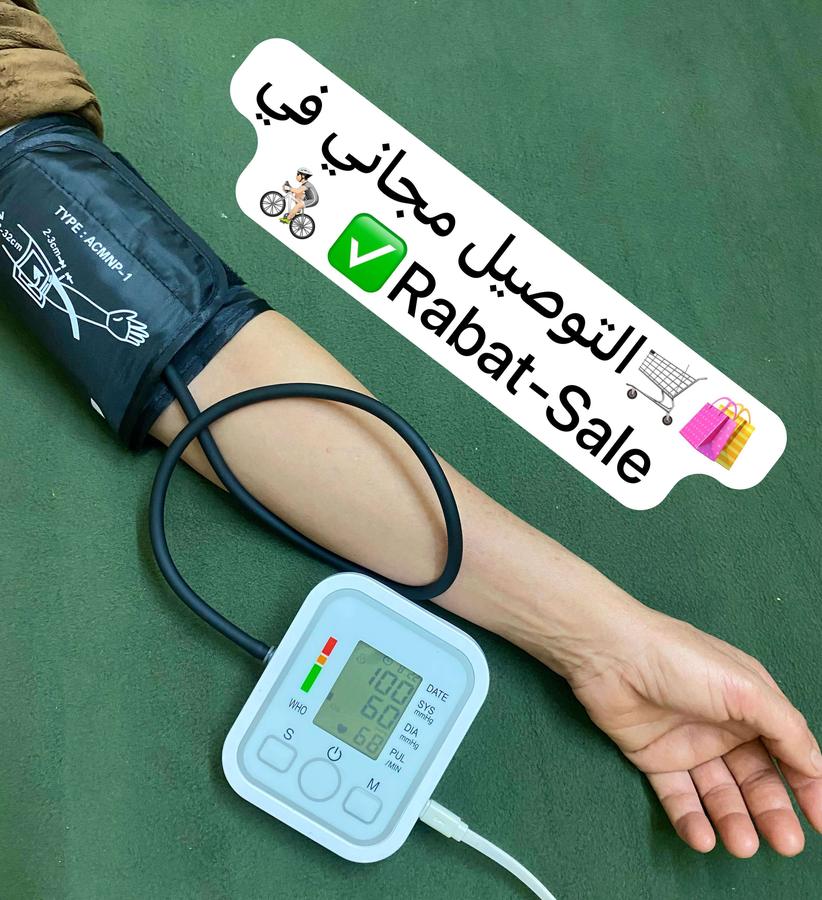 التوصيل مجاني في
Rabat-Sale
TYPE : ACMNP-1
2-3cm
-32cm
100
60
68
DATE
SYS
mmHg
DIA
mmHg
PUL
/MIN
WHO
S
M